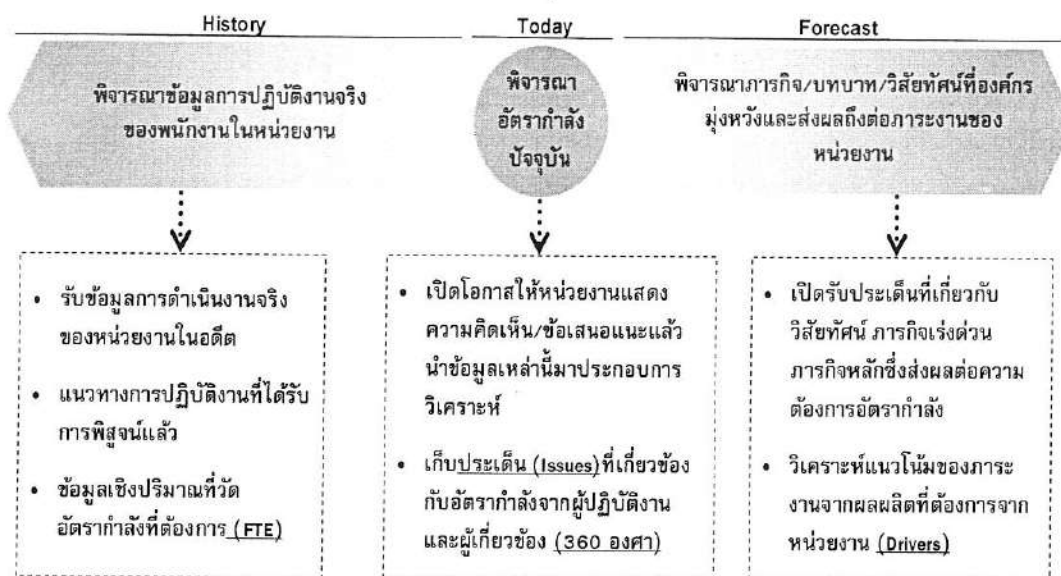 History
Today
Forecast
พิจารณาข้อมูลการปฏิบัติงานจริง
ของพนักงานในหน่วยงาน
พิจารณา
อัตรากำลัง
ปัจจุบัน
พิจารณาภารกิจ/บทบาท/วิสัยทัศน์ที่องค์กร
มุ่งหวังและส่งผลถึงต่อภาระงานของ
หน่วยงาน
• รับข้อมูลการดำเนินงานจริง
ของหน่วยงานในอดีต
• แนวทางการปฏิบัติงานที่ได้รับ
การพิสูจน์แล้ว
• ข้อมูลเชิงปริมาณที่วัด
อัตรากำลังที่ต้องการ (FTE)
• เปิดโอกาสให้หน่วยงานแสดง
ความคิดเห็น/ข้อเสนอแนะแล้ว
นำข้อมูลเหล่านี้มาประกอบการ
วิเคราะห์
• เก็บประเด็น (Issues) ที่เกี่ยวข้อง
กับอัตรากำลังจากผู้ปฏิบัติงาน
และผู้เกี่ยวข้อง (360 องศา)
• เปิดรับประเด็นที่เกี่ยวกับ
วิสัยทัศน์ ภารกิจเร่งด่วน
ภารกิจหลักซึ่งส่งผลต่อความ
ต้องการอัตรากำลัง
• วิเคราะห์แนวโน้มของภาระ
งานจากผลผลิตที่ต้องการจาก
หน่วยงาน (Drivers)